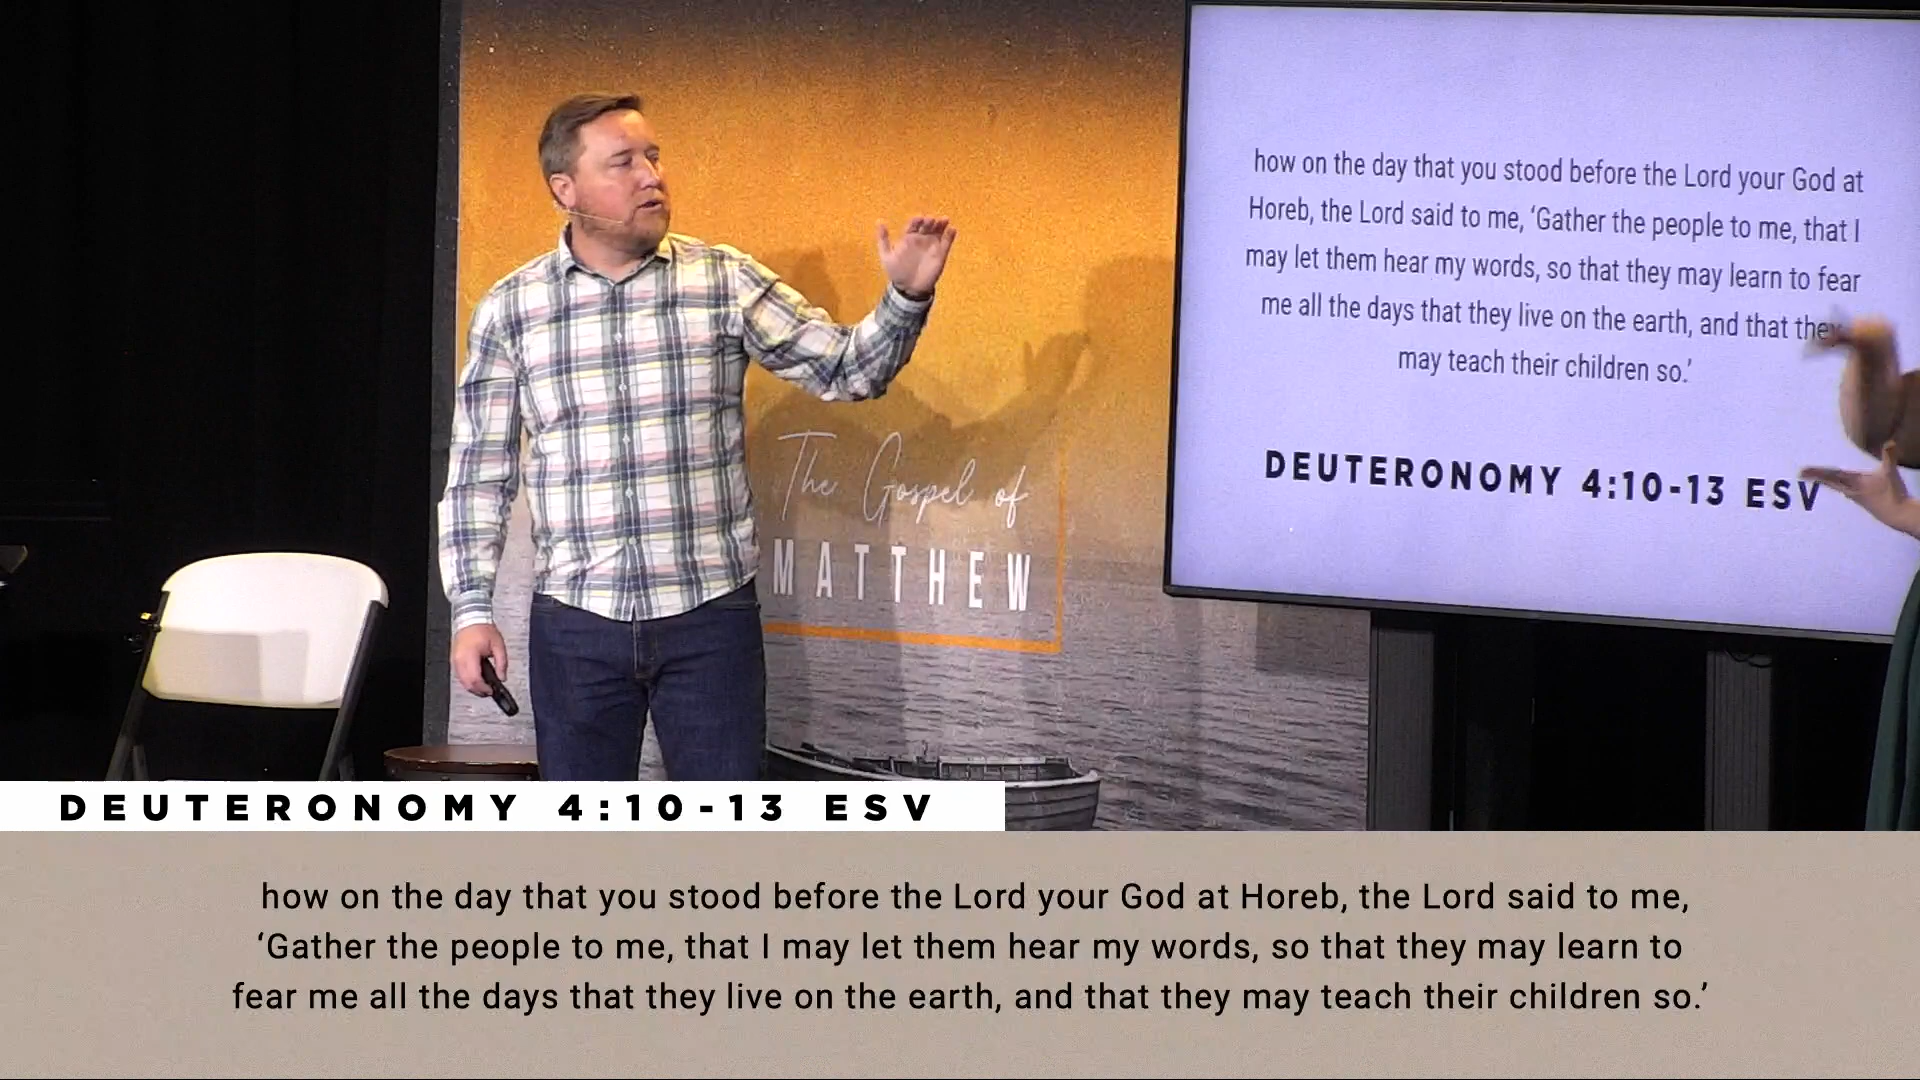 how on the day that you stood before the Lord your God at
Horeb, the Lord said to me, ‘Gather the people to me, that I
may let them hear my words, so that they may learn to fear
me all the days that they live on the earth, and that they
may teach their children so.’
DEUTERONOMY 4:10-13 ESV
The Gospel of
MATTHEW
DEUTERONOMY 4:10-13 ESV
how on the day that you stood before the Lord your God at Horeb, the Lord said to me,
‘Gather the people to me, that I may let them hear my words, so that they may learn to
fear me all the days that they live on the earth, and that they may teach their children so.’